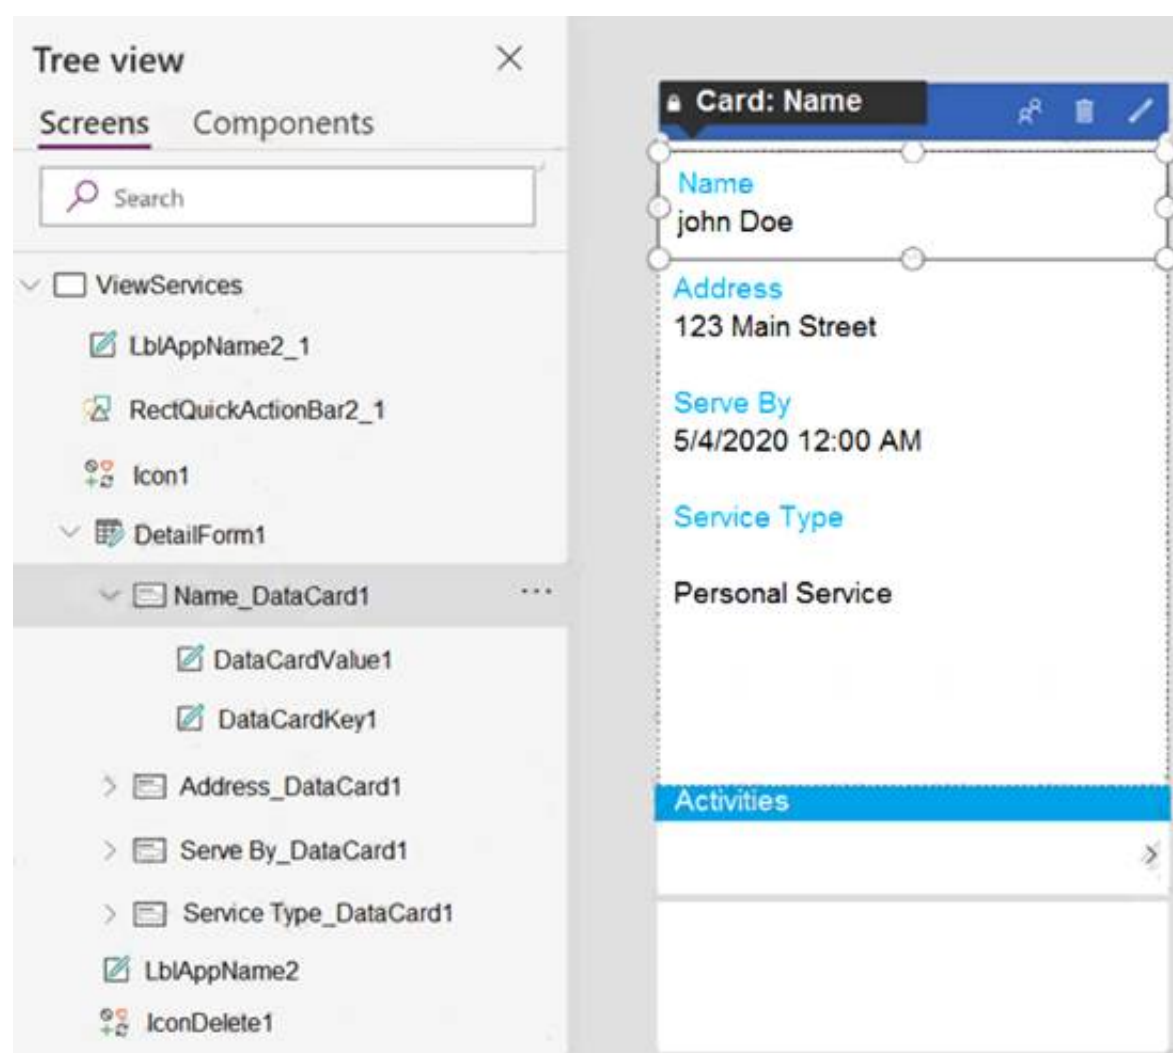 Tree view
Screens Components
Search
ViewServices
LblAppName2_1
RectQuickActionBar2_1
Icon1
DetailForm1
Name_DataCard1
DataCardValue1
DataCardKey1
Address_DataCard1
Serve By_DataCard1
Service Type_DataCard1
LblAppName2
IconDelete1
Card: Name
Name
john Doe
Address
123 Main Street
Serve By
5/4/2020 12:00 AM
Service Type
Personal Service
Activities